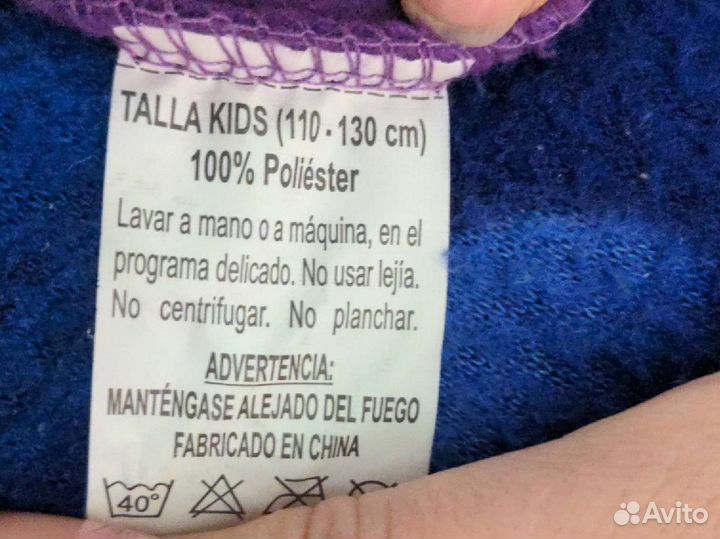 TALLA KIDS (110 - 130 cm)
100% Poliéster
Lavar a mano o a máquina, en el
programa delicado. No usar lejía.
No centrifugar. No planchar.
ADVERTENCIA:
MANTÉNGASE ALEJADO DEL FUEGO
FABRICADO EN CHINA
40°
Avito